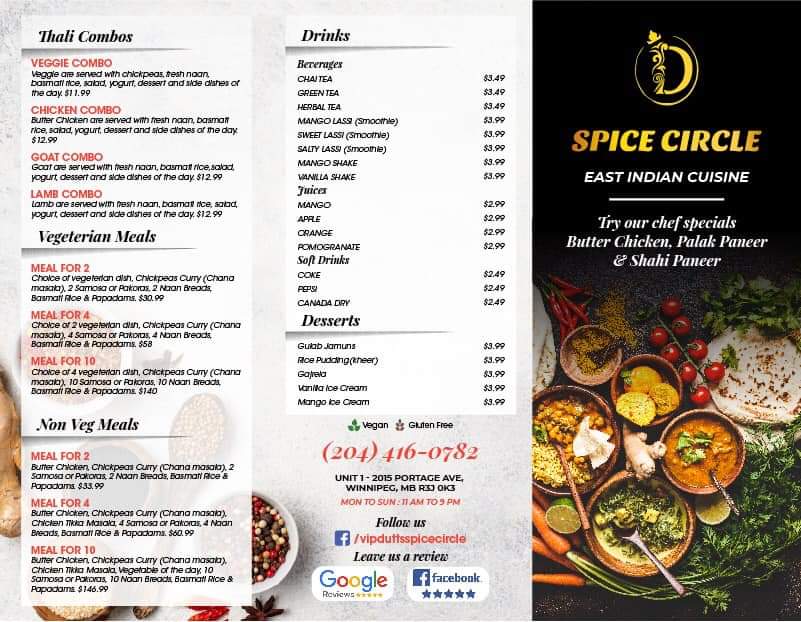 Thali Combos
VEGGIE COMBO
Veggie are served with chickpeas, fresh naan,
basmati rice, salad, yogurt, dessert and side dishes of
the day. $11.99
CHICKEN COMBO
Butter Chicken are served with fresh naan, basmati
rice, salad, yogurt, dessert and side dishes of the day.
$12.99
GOAT COMBO
Goat are served with fresh naan, basmati rice,salad,
yogurt, dessert and side dishes of the day. $12.99
LAMB COMBO
Lamb are served with fresh naan, basmati rice, salad,
yogurt, dessert and side dishes of the day. $12.99
Vegeterian Meals
MEAL FOR 2
Choice of vegeterian dish, Chickpeas Curry (Chana
masala), 2 Samosa or Pakoras, 2 Naan Breads,
Basmati Rice & Papadams. $30.99
MEAL FOR 4
Choice of 2 vegeterian dish, Chickpeas Curry (Chana
masala), 4 Samosa or Pakoras, 4 Naan Breads,
Basmati Rice & Papadams. $58
MEAL FOR 10
Choice of 4 vegeterian dish, Chickpeas Curry (Chana
masala), 10 Samosa or Pakoras, 10 Naan Breads,
Basmati Rice & Papadams. $140
Non Veg Meals
MEAL FOR 2
Butter Chicken, Chickpeas Curry (Chana masala), 2
Samosa or Pakoras, 2 Naan Breads, Basmati Rice &
Papadams. $33.99
MEAL FOR 4
Butter Chicken, Chickpeas Curry (Chana masala),
Chicken Tikka Masala, 4 Samosa or Pakoras, 4 Naan
Breads, Basmati Rice & Papadams. $60.99
MEAL FOR 10
Butter Chicken, Chickpeas Curry (Chana masala),
Chicken Tikka Masala, Vegetable of the day, 10
Samosa or Pakoras, 10 Naan Breads, Basmati Rice &
Papadams. $146.99
Drinks
Beverages
CHAI TEA $3.49
GREEN TEA $3.49
HERBAL TEA $3.49
MANGO LASSI (Smoothie) $3.99
SWEET LASSI (Smoothie) $3.99
SALTY LASSI (Smoothie) $3.99
MANGO SHAKE $3.99
VANILLA SHAKE $3.99
Juices
MANGO $2.99
APPLE $2.99
ORANGE $2.99
POMOGRANATE $2.99
Soft Drinks
COKE $2.49
PEPSI $2.49
CANADA DRY $2.49
Desserts
Gulab Jamuns $3.99
Rice Pudding(kheer) $3.99
Gajrela $3.99
Vanilla Ice Cream $3.99
Mango Ice Cream $3.99
Vegan Gluten Free
(204) 416-0782
UNIT 1 - 2015 PORTAGE AVE,
WINNIPEG, MB R3J 0K3
MON TO SUN : 11 AM TO 9 PM
Follow us
f /vipduttsspicecircle
Leave us a review
Google
Reviews
f facebook.
D
SPICE CIRCLE
EAST INDIAN CUISINE
Try our chef specials
Butter Chicken, Palak Paneer
& Shahi Paneer